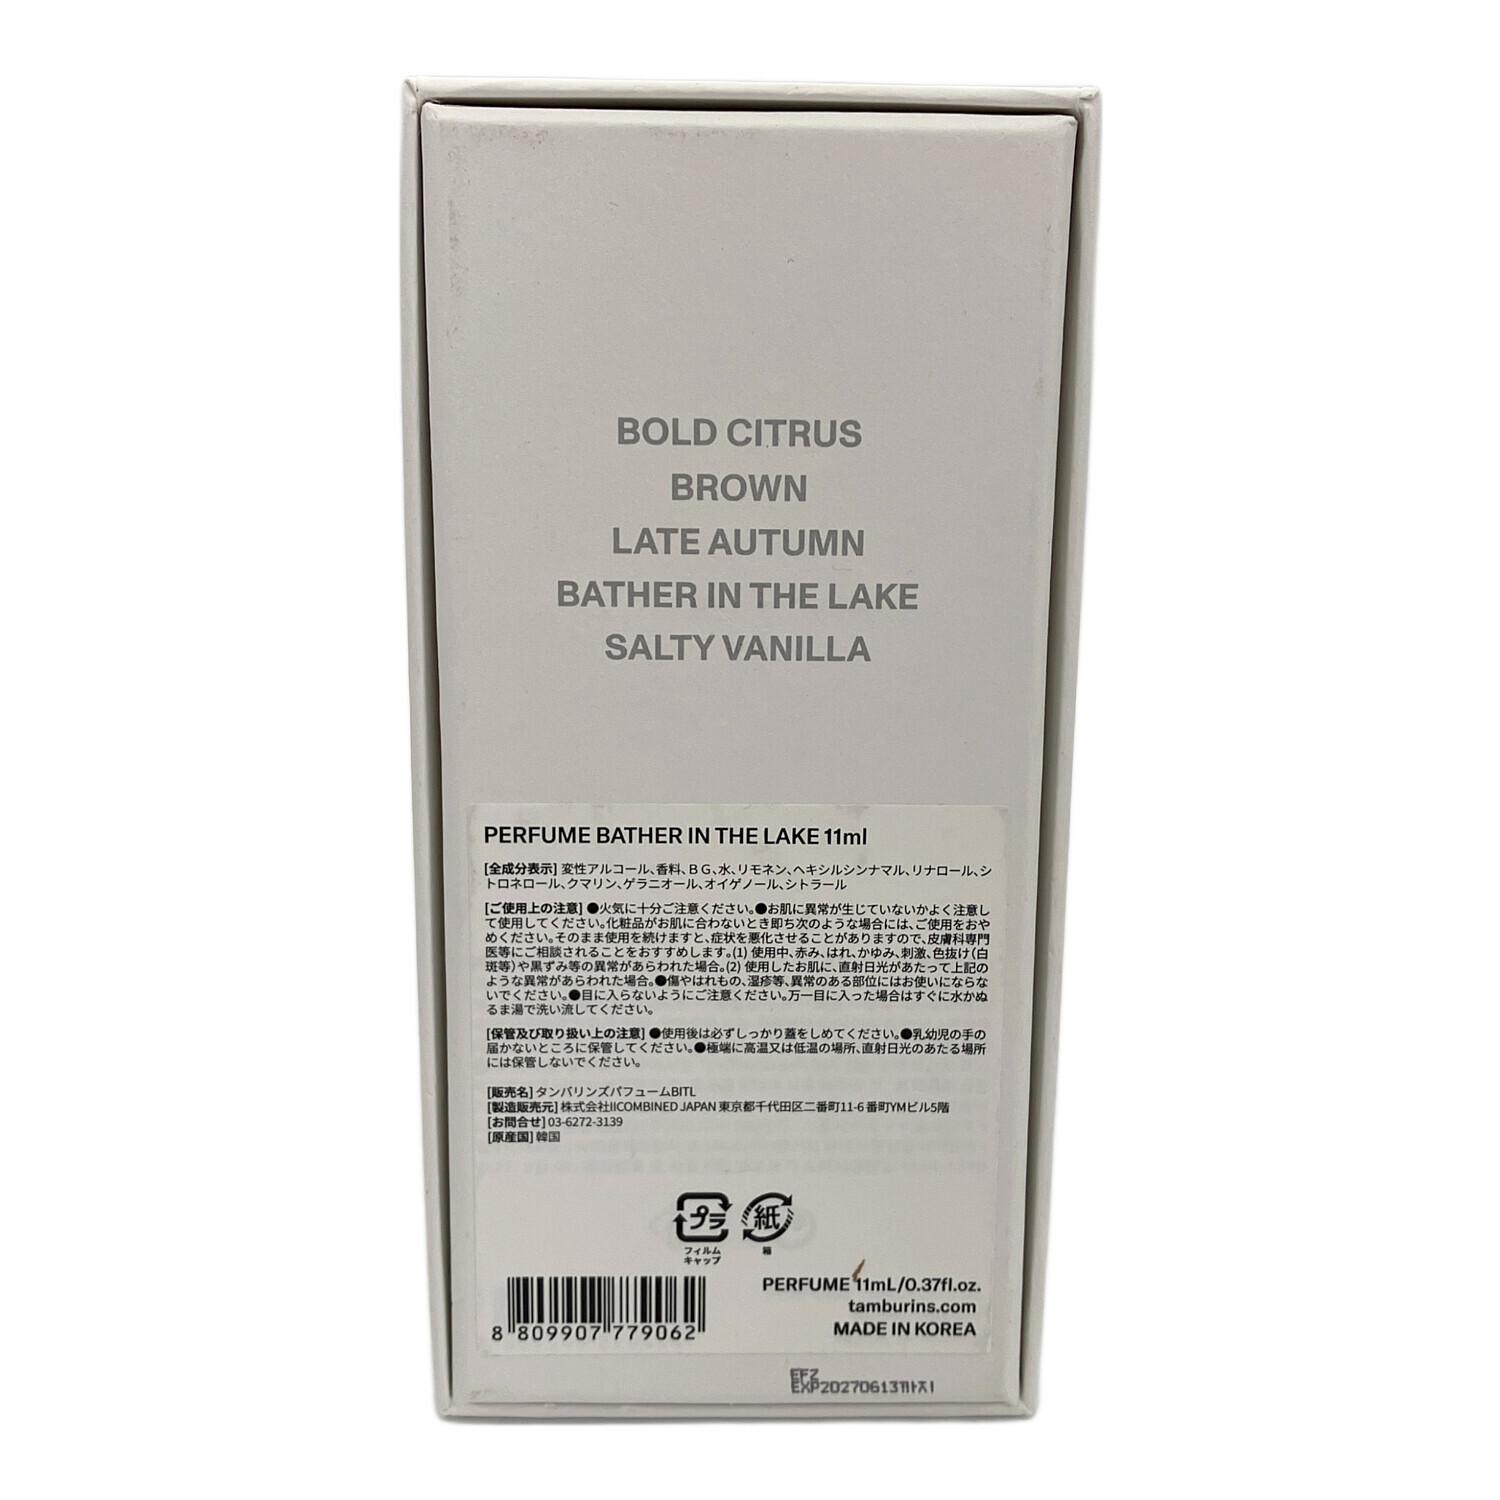 BOLD CITRUS
BROWN
LATE AUTUMN
BATHER IN THE LAKE
SALTY VANILLA
PERFUME BATHER IN THE LAKE 11ml
[全成分表示] 変性アルコール、香料、BG、水、リモネン、ヘキシルシンナマル、リナロール、シ
トロネロール、クマリン、ゲラニオール、オイゲノール、シトラール
[ご使用上の注意] ●火気に十分ご注意ください。●お肌に異常が生じていないかよく注意し
て使用してください。化粧品がお肌に合わないとき即ち次のような場合には、ご使用をおや
めください。そのまま使用を続けますと、症状を悪化させることがありますので、皮膚科専門
医等にご相談されることをおすすめします。(1) 使用中、赤み、はれ、かゆみ、刺激、色抜け(白
斑等)や黒ずみ等の異常があらわれた場合。(2) 使用したお肌に、直射日光があたって上記の
ような異常があらわれた場合。●傷やはれもの、湿疹等、異常のある部位にはお使いにならな
いでください。●目に入らないようにご注意ください。万一目に入った場合はすぐに水かぬ
るま湯で洗い流してください。
[保管及び取り扱い上の注意] ●使用後は必ずしっかり蓋をしめてください。●乳幼児の手の
届かないところに保管してください。●極端に高温又は低温の場所、直射日光のあたる場所
には保管しないでください。
[販売名] タンバリンズパフュームBITL
[製造販売元] 株式会社IICOMBINED JAPAN 東京都千代田区二番町11-6 番町YMビル5階
[お問合せ] 03-6272-3139
[原産国] 韓国
プラ 紙
フィルム 箱
キャップ
PERFUME 11mL/0.37fl.oz.
tamburins.com
MADE IN KOREA
8 809907 779062
EFZ
EXP20270613까지